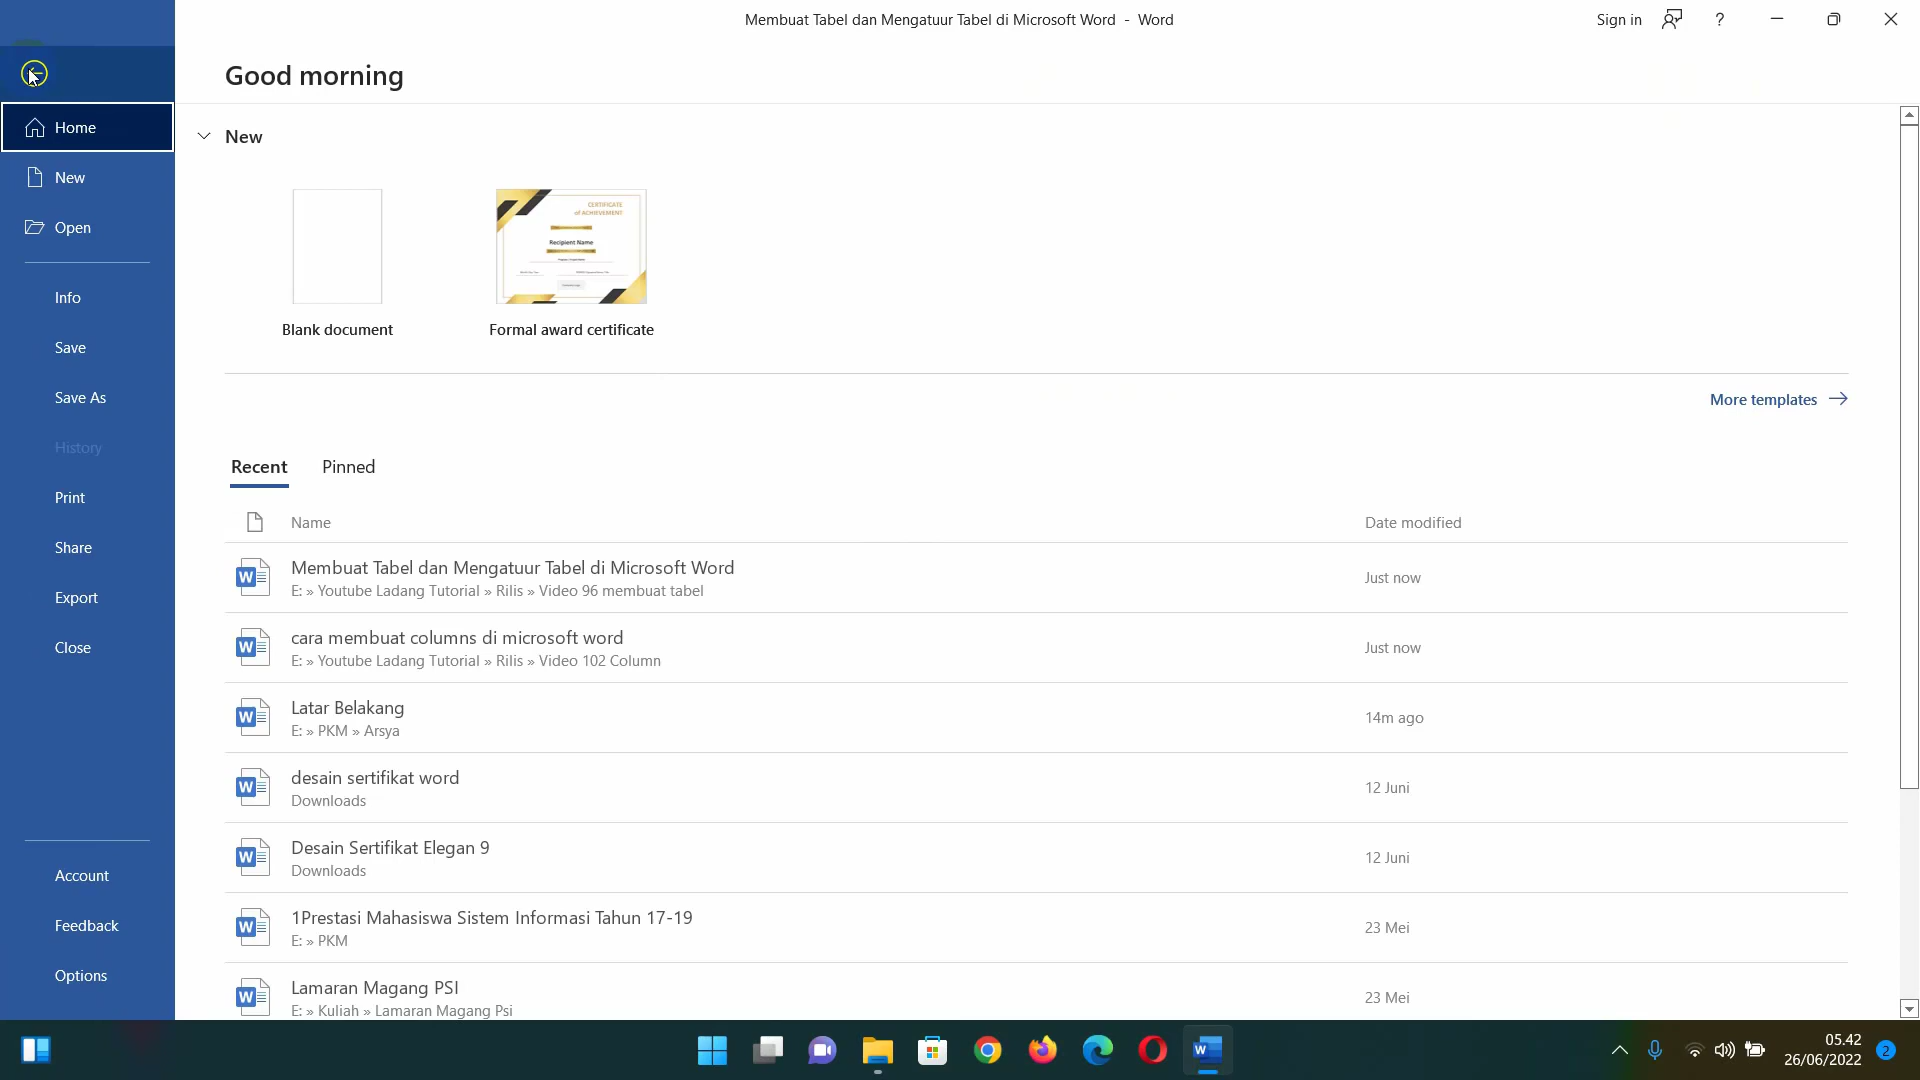 Membuat Tabel dan Mengatuur Tabel di Microsoft Word - Word
Sign in
?
Good morning
Home
New
Open
Info
Save
Save As
History
Print
Share
Export
Close
Account
Feedback
Options
New
CERTIFICATE
of ACHIEVEMENT
Recipient Name
Blank document
Formal award certificate
More templates
Recent
Pinned
Name
Date modified
Membuat Tabel dan Mengatuur Tabel di Microsoft Word
E: » Youtube Ladang Tutorial » Rilis » Video 96 membuat tabel
Just now
cara membuat columns di microsoft word
E: » Youtube Ladang Tutorial » Rilis » Video 102 Column
Just now
Latar Belakang
E: » PKM » Arsya
14m ago
desain sertifikat word
Downloads
12 Juni
Desain Sertifikat Elegan 9
Downloads
12 Juni
1Prestasi Mahasiswa Sistem Informasi Tahun 17-19
E: » PKM
23 Mei
Lamaran Magang PSI
E: » Kuliah » Lamaran Magang Psi
23 Mei
05.42
26/06/2022
2